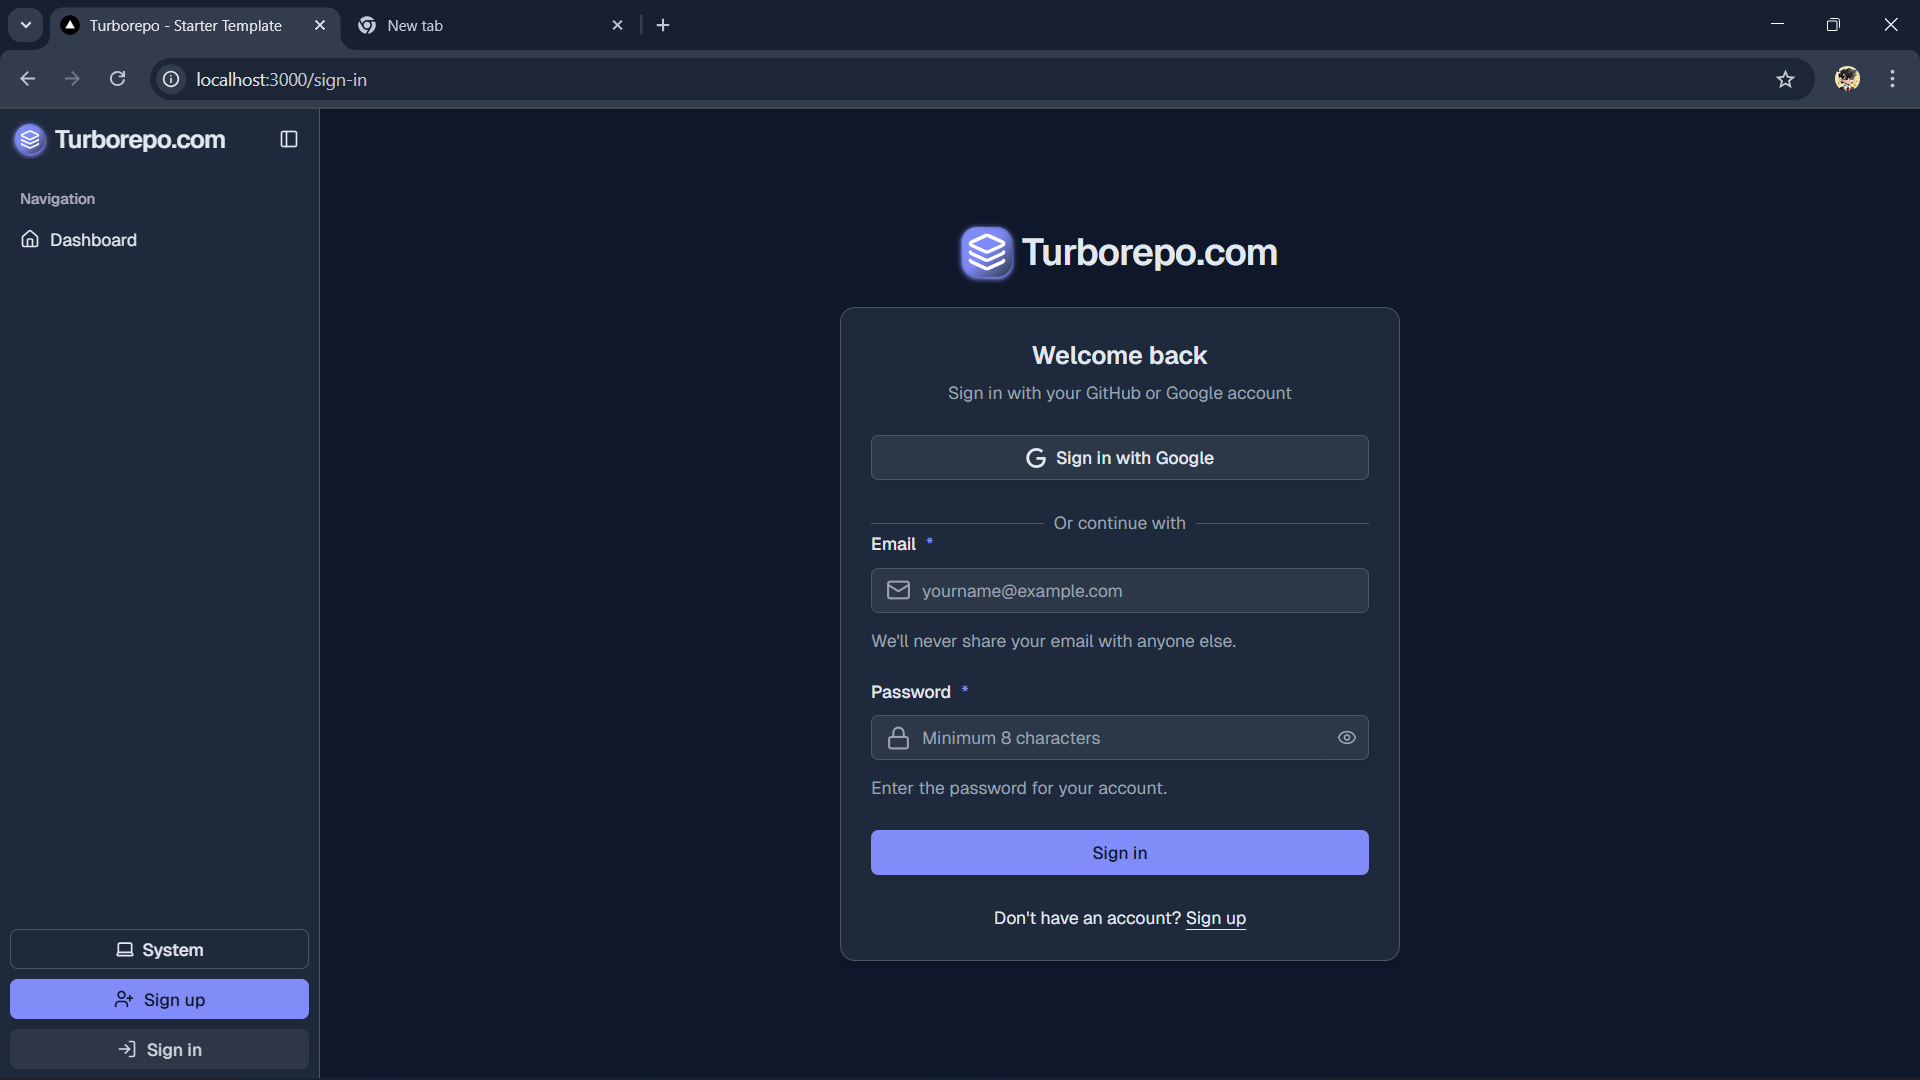 Turborepo - Starter Template
New tab
localhost:3000/sign-in
Turborepo.com
Navigation
Dashboard
System
Sign up
Sign in
Turborepo.com
Welcome back
Sign in with your GitHub or Google account
Sign in with Google
Or continue with
Email *
yourname@example.com
We'll never share your email with anyone else.
Password *
Minimum 8 characters
Enter the password for your account.
Sign in
Don't have an account? Sign up